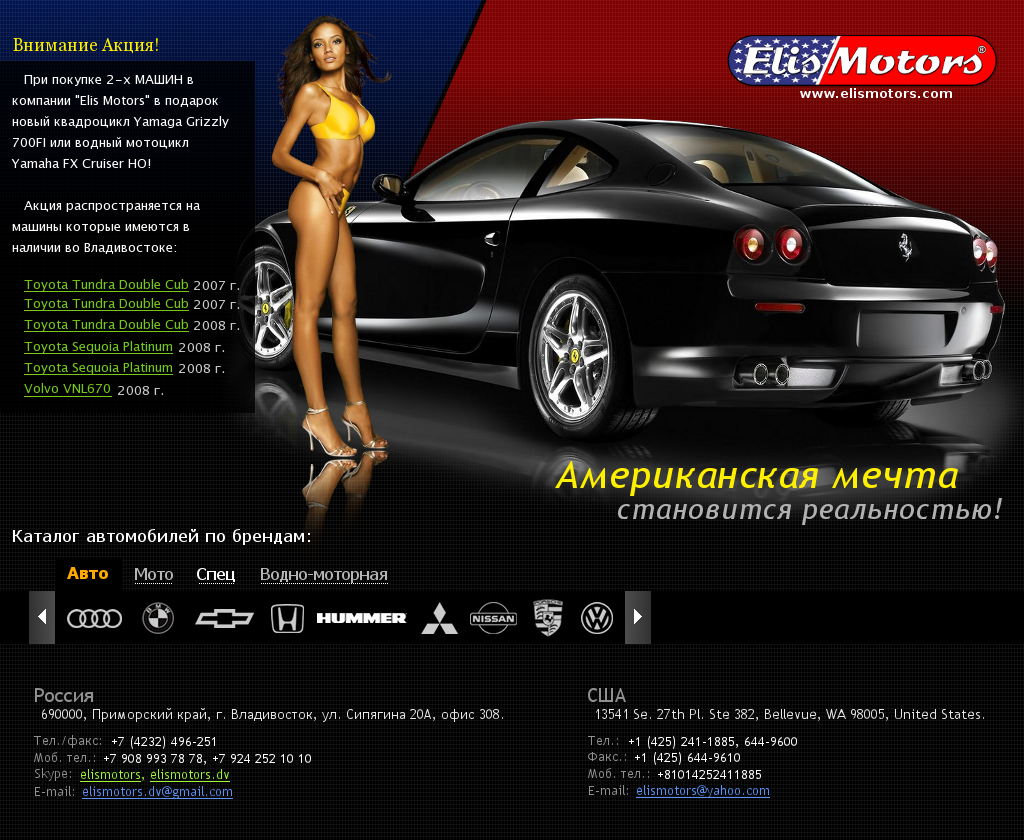 Внимание Акция!
При покупке 2-х МАШИН в
компании "Elis Motors" в подарок
новый квадроцикл Yamaga Grizzly
700FI или водный мотоцикл
Yamaha FX Cruiser HO!
Акция распространяется на
машины которые имеются в
наличии во Владивостоке:
Toyota Tundra Double Cub 2007 г.
Toyota Tundra Double Cub 2007 г.
Toyota Tundra Double Cub 2008 г.
Toyota Sequoia Platinum 2008 г.
Toyota Sequoia Platinum 2008 г.
Volvo VNL670 2008 г.
Elis Motors®
www.elismotors.com
Американская мечта
становится реальностью!
Каталог автомобилей по брендам:
Авто Мото Спец Водно-моторная
BMW HUMMER NISSAN PORSCHE
Россия
690000, Приморский край, г. Владивосток, ул. Сипягина 20А, офис 308.
Тел./факс: +7 (4232) 496-251
Моб. тел.: +7 908 993 78 78, +7 924 252 10 10
Skype: elismotors, elismotors.dv
E-mail: elismotors.dv@gmail.com
США
13541 Se. 27th Pl. Ste 382, Bellevue, WA 98005, United States.
Тел.: +1 (425) 241-1885, 644-9600
Факс.: +1 (425) 644-9610
Моб. тел.: +81014252411885
E-mail: elismotors@yahoo.com